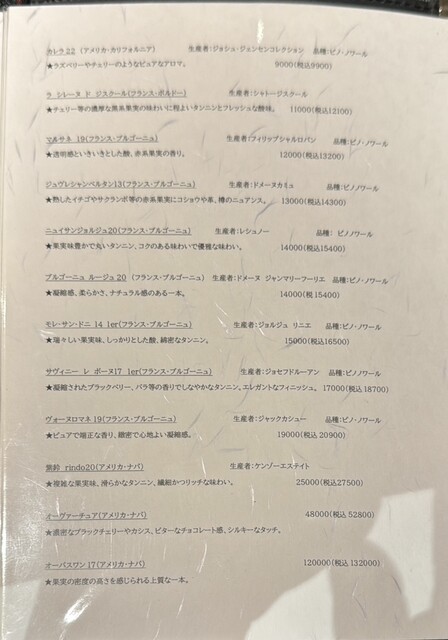 カレラ22 (アメリカ・カリフォルニア) 生産者:ジョシュ・ジェンセンコレクション 品種:ピノ・ノワール
★ラズベリーやチェリーのようなピュアなアロマ。 9000(税込9900)
ラ シレーヌ ド ジスクール(フランス・ボルドー) 生産者:シャトージスクール
★チェリー等の濃厚な黒系果実の味わいに程よいタンニンとフレッシュな酸味。 11000(税込12100)
マルサネ 19(フランス・ブルゴーニュ) 生産者:フィリップシャルロパン 品種:ピノ・ノワール
★透明感といきいきとした酸、赤系果実の香り。 12000(税込13200)
ジュヴレシャンベルタン13(フランス・ブルゴーニュ) 生産者:ドメーヌカミュ 品種:ピノノワール
★熟したイチゴやサクランボ等の赤系果実にコショウや革、樽のニュアンス。 13000(税込14300)
ニュイサンジョルジュ20(フランス・ブルゴーニュ) 生産者:レシュノー 品種: ピノ・ノワール
★果実味豊かで丸いタンニン、コクのある味わいで優雅な味わい。 14000(税込15400)
ブルゴーニュ ルージュ20 (フランス・ブルゴーニュ) 生産者:ドメーヌ ジャンマリーフーリエ 品種:ピノ・ノワール
★凝縮感、柔らかさ、ナチュラル感のある一本。 14000(税15400)
モレ・サン・ドニ 14 1er(フランス・ブルゴーニュ) 生産者:ジョルジュ リニエ 品種:ピノ・ノワール
★瑞々しい果実味、しっかりとした酸、綿密なタンニン。 15000(税込16500)
サヴィニー レ ボーヌ17 1er(フランス・ブルゴーニュ) 生産者:ジョセフドルーアン 品種:ピノ・ノワール
★凝縮されたブラックベリー、バラ等の香りでしなやかなタンニン、エレガントなフィニッシュ。 17000(税込18700)
ヴォーヌロマネ19(フランス・ブルゴーニュ) 生産者:ジャックカシュー 品種:ピノ・ノワール
★ピュアで端正な香り、緻密で心地よい凝縮感。 19000(税込20900)
紫鈴 rindo20(アメリカ・ナパ) 生産者:ケンゾーエステイト
★複雑な果実味、滑らかなタンニン、繊細かつリッチな味わい。 25000(税込27500)
オーヴァーチュア(アメリカ・ナパ) 48000(税込52800)
★濃密なブラックチェリーやカシス、ビターなチョコレート感、シルキーなタッチ。
オーパスワン17(アメリカ・ナパ) 120000(税込132000)
★果実の密度の高さを感じられる上質な一本。